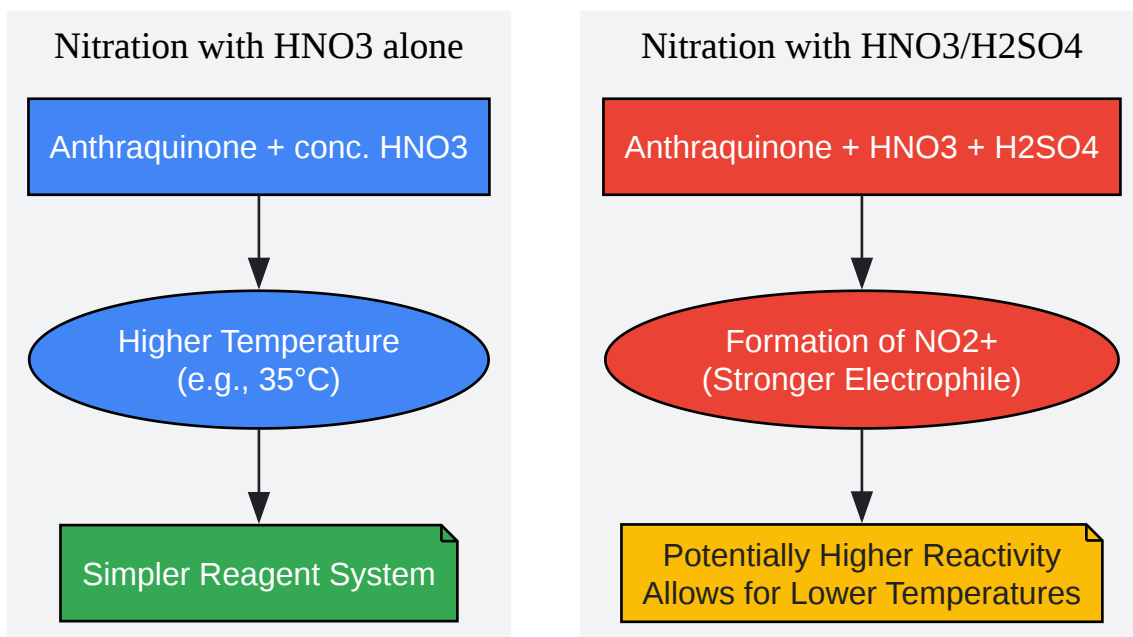 Nitration with HNO3 alone
Anthraquinone + conc. HNO3
Higher Temperature
(e.g., 35°C)
Simpler Reagent System
Nitration with HNO3/H2SO4
Anthraquinone + HNO3 + H2SO4
Formation of NO2+
(Stronger Electrophile)
Potentially Higher Reactivity
Allows for Lower Temperatures